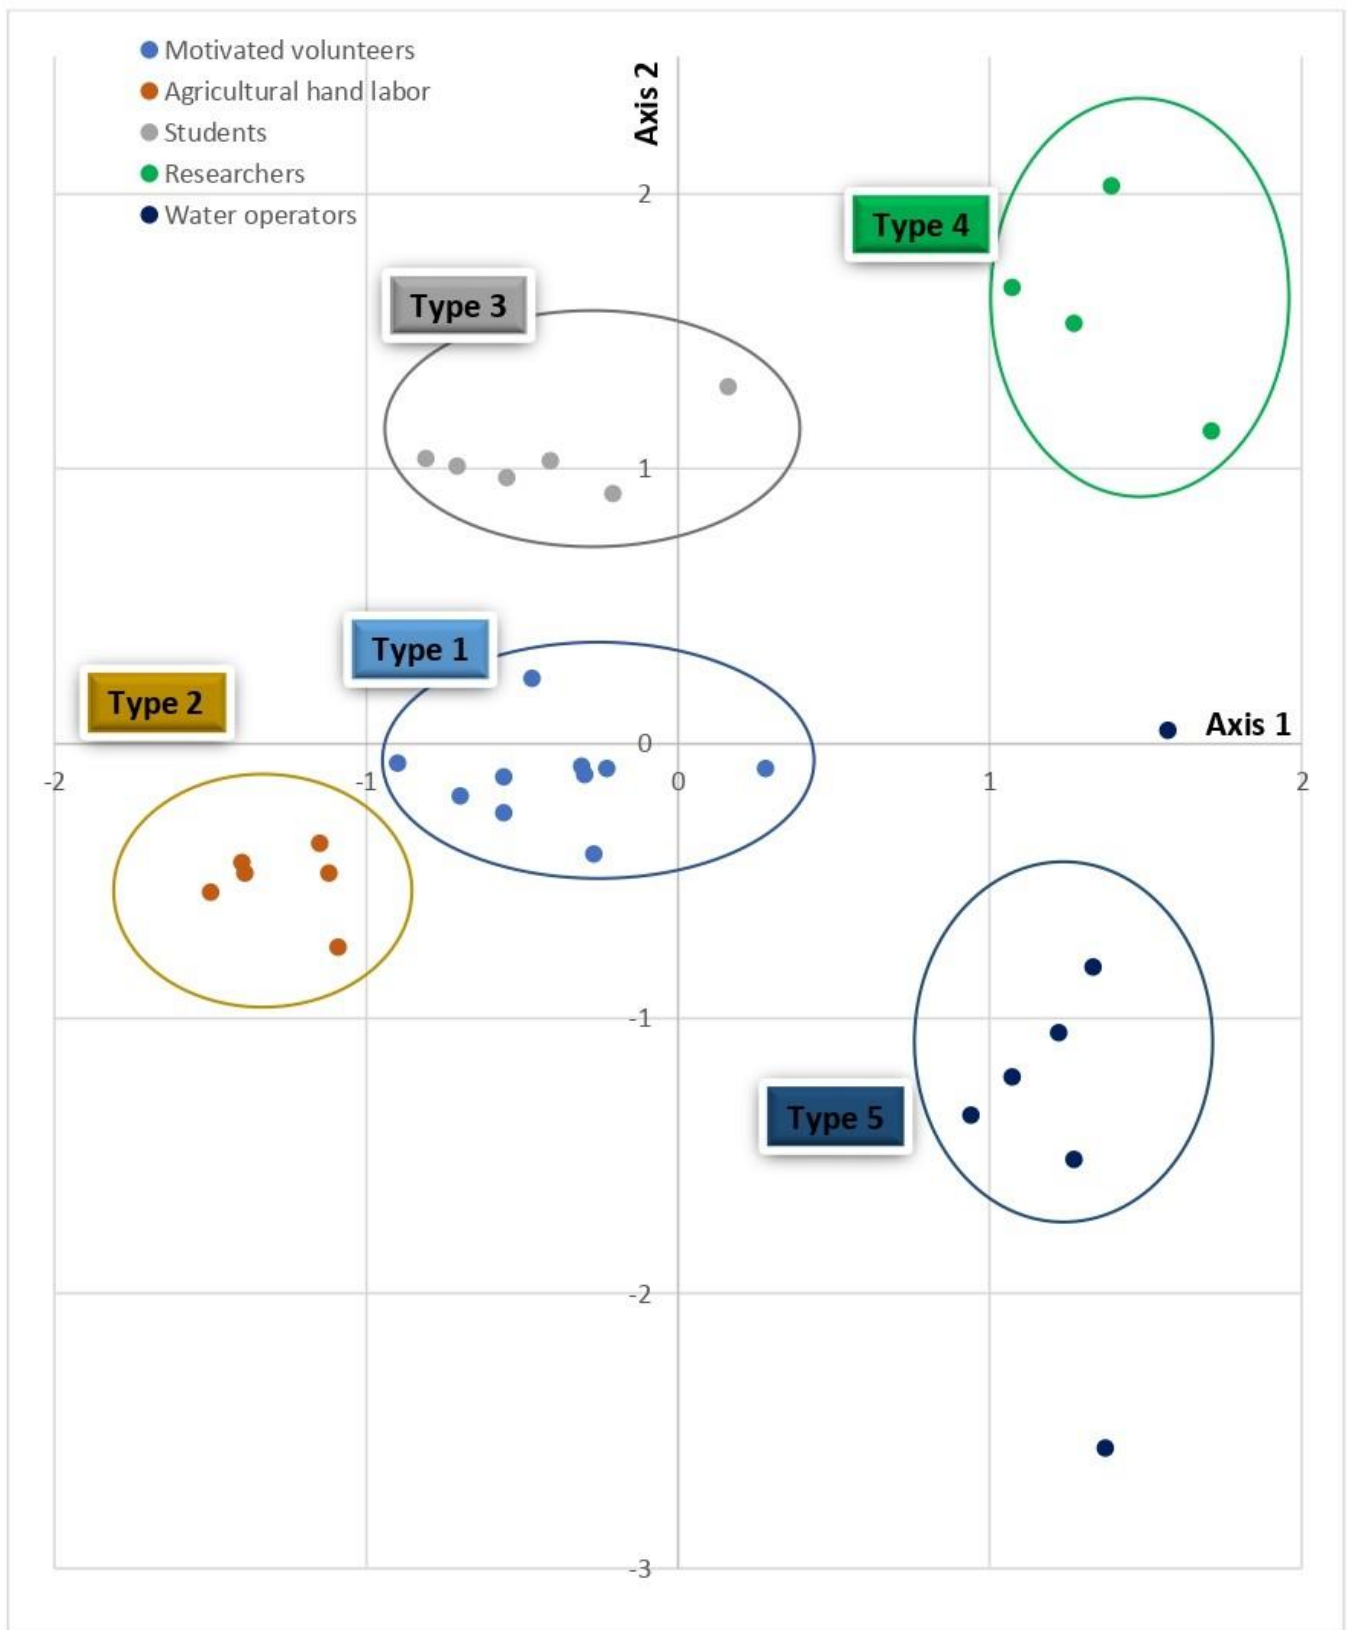 Motivated volunteers
Agricultural hand labor
Students
Researchers
Water operators
Axis 2
2
Type 4
Type 3
1
Type 1
Type 2
0
Axis 1
-2
-1
0
1
2
-1
Type 5
-2
-3